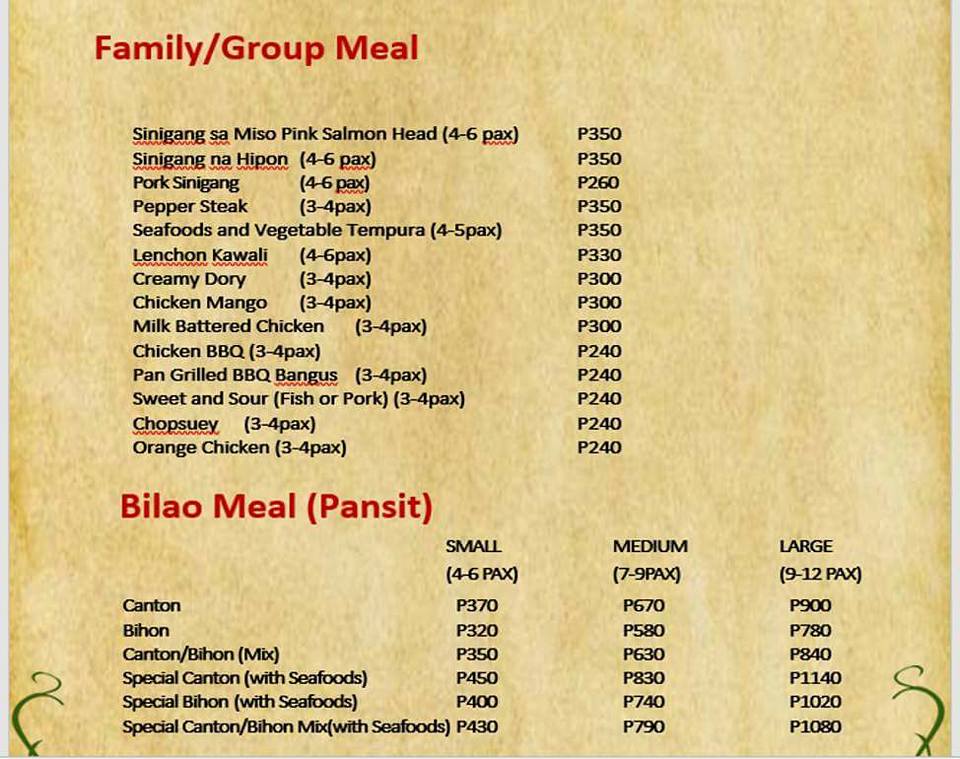 Family/Group Meal
Sinigang sa Miso Pink Salmon Head (4-6 pax) P350
Sinigang na Hipon (4-6 pax) P350
Pork Sinigang (4-6 pax) P260
Pepper Steak (3-4pax) P350
Seafoods and Vegetable Tempura (4-5pax) P350
Lenchon Kawali (4-6pax) P330
Creamy Dory (3-4pax) P300
Chicken Mango (3-4pax) P300
Milk Battered Chicken (3-4pax) P300
Chicken BBQ (3-4pax) P240
Pan Grilled BBQ Bangus (3-4pax) P240
Sweet and Sour (Fish or Pork) (3-4pax) P240
Chopsuey (3-4pax) P240
Orange Chicken (3-4pax) P240
Bilao Meal (Pansit)
SMALL MEDIUM LARGE
(4-6 PAX) (7-9PAX) (9-12 PAX)
Canton P370 P670 P900
Bihon P320 P580 P780
Canton/Bihon (Mix) P350 P630 P840
Special Canton (with Seafoods) P450 P830 P1140
Special Bihon (with Seafoods) P400 P740 P1020
Special Canton/Bihon Mix(with Seafoods) P430 P790 P1080